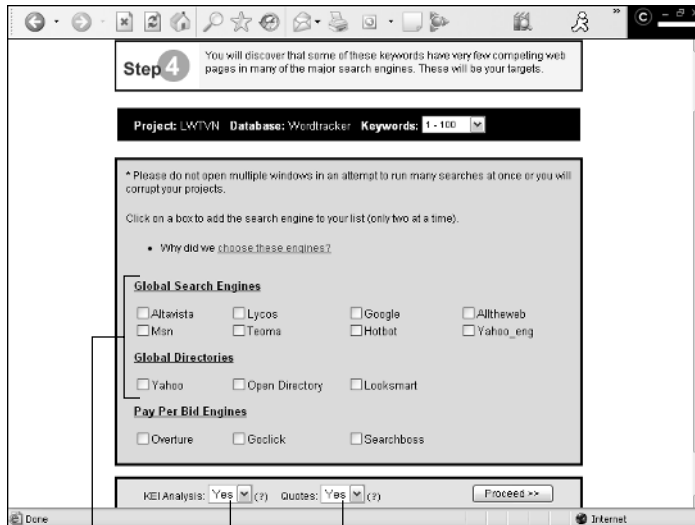 Step 4
You will discover that some of these keywords have very few competing web
pages in many of the major search engines. These will be your targets.
Project: LWTVN Database: Wordtracker Keywords: 1 - 100
* Please do not open multiple windows in an attempt to run many searches at once or you will
corrupt your projects.
Click on a box to add the search engine to your list (only two at a time).
• Why did we choose these engines?
Global Search Engines
Altavista Lycos Google Alltheweb
Msn Teoma Hotbot Yahoo_eng
Global Directories
Yahoo Open Directory Looksmart
Pay Per Bid Engines
Overture Goclick Searchboss
KEI Analysis: Yes (?) Quotes: Yes (?) Proceed >>
Done Internet